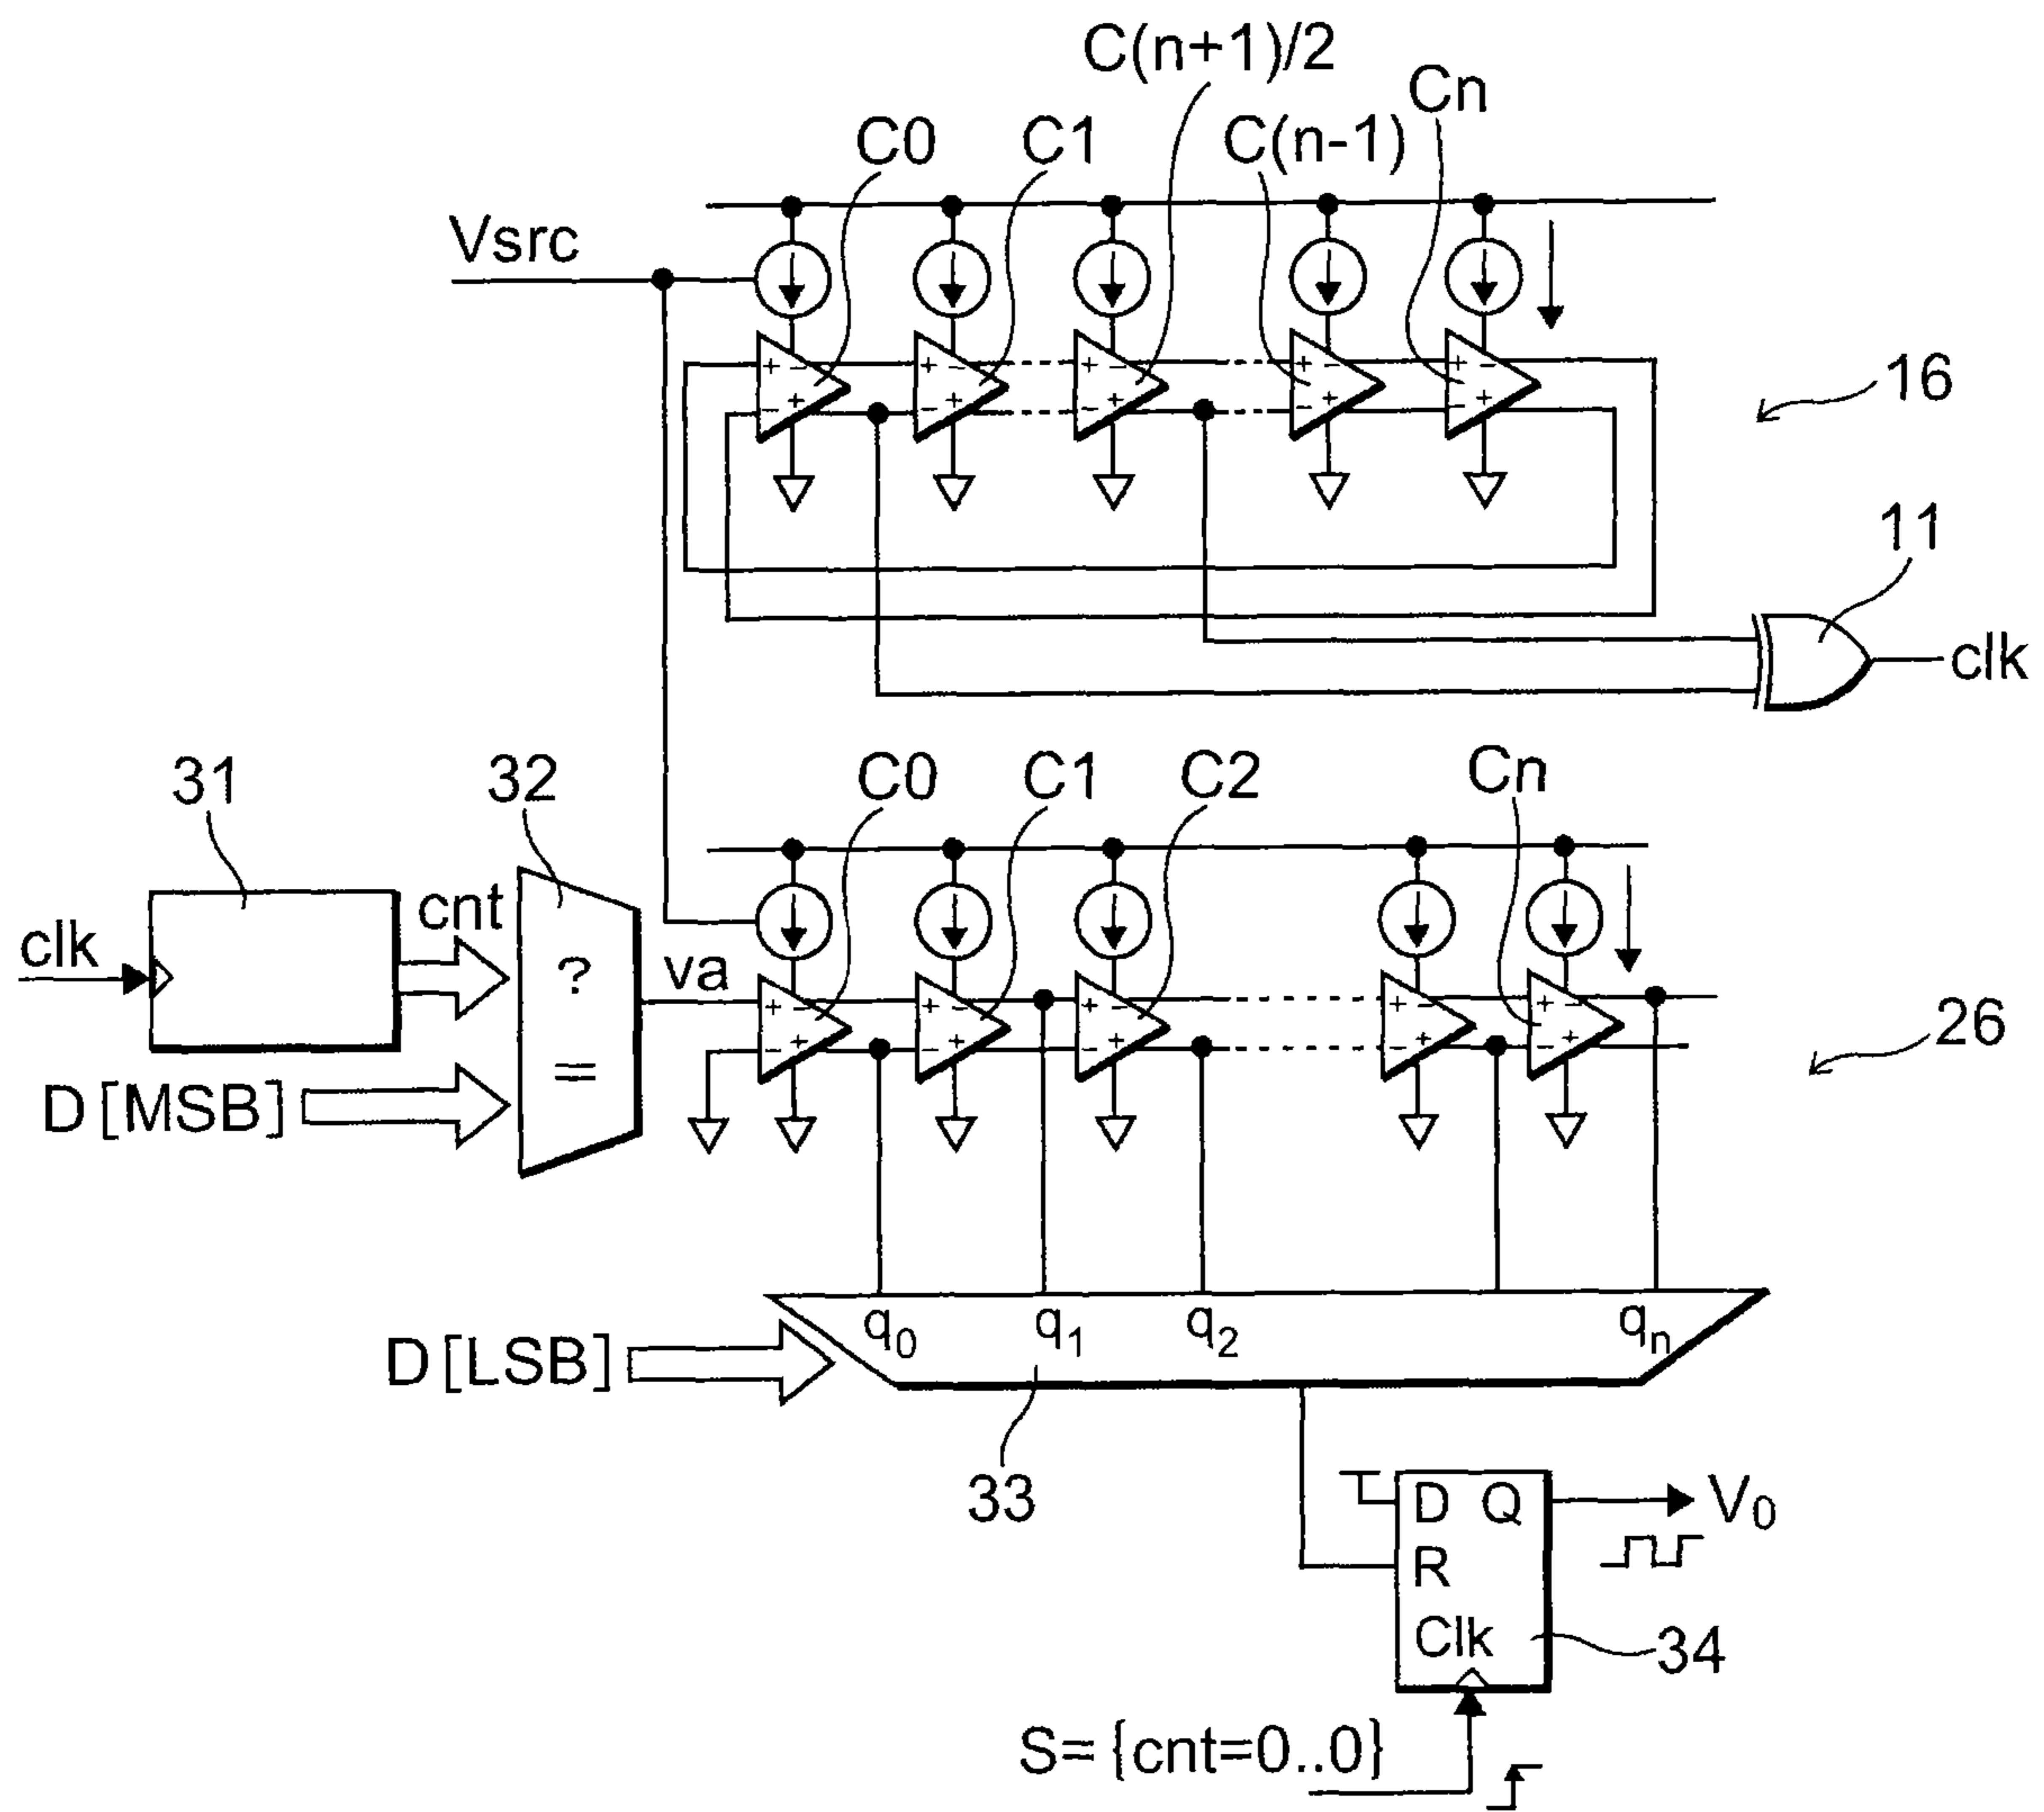 C(n+1)/2
Cn
C0
C1
C(n-1)
Vsrc
+ - + - + - + - + -
- + - + - + - + - +
16
11
clk
31
32
C0
C1
C2
Cn
clk
cnt
?
=
va
+ - + - + - + - + -
- + - + - + - + - +
26
D[MSB]
D[LSB]
q0
q1
q2
qn
33
D Q
V0
R
Clk
34
S={cnt=0..0}